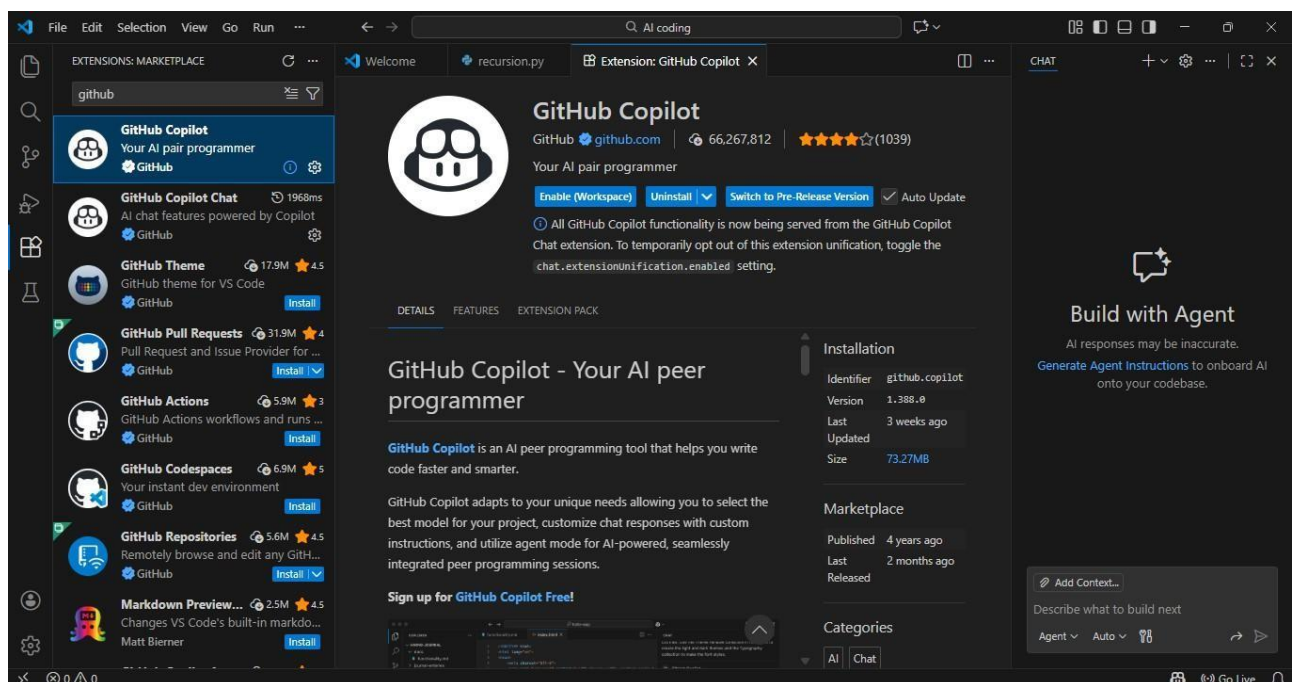 File Edit Selection View Go Run ...
AI coding
EXTENSIONS: MARKETPLACE
github
GitHub Copilot
Your AI pair programmer
GitHub
GitHub Copilot Chat 1968ms
AI chat features powered by Copilot
GitHub
GitHub Theme 17.9M 4.5
GitHub theme for VS Code
GitHub Install
GitHub Pull Requests 31.9M 4
Pull Request and Issue Provider for ...
GitHub Install
GitHub Actions 5.9M 3
GitHub Actions workflows and runs ...
GitHub Install
GitHub Codespaces 6.9M 5
Your instant dev environment
GitHub Install
GitHub Repositories 5.6M 4.5
Remotely browse and edit any GitH...
GitHub Install
Markdown Preview... 2.5M 4.5
Changes VS Code's built-in markdo...
Matt Bierner Install
Welcome recursion.py Extension: GitHub Copilot
GitHub Copilot
GitHub github.com 66,267,812 (1039)
Your AI pair programmer
Enable (Workspace) Uninstall Switch to Pre-Release Version Auto Update
All GitHub Copilot functionality is now being served from the GitHub Copilot
Chat extension. To temporarily opt out of this extension unification, toggle the
chat.extensionUnification.enabled setting.
DETAILS FEATURES EXTENSION PACK
GitHub Copilot - Your AI peer
programmer
GitHub Copilot is an AI peer programming tool that helps you write
code faster and smarter.
GitHub Copilot adapts to your unique needs allowing you to select the
best model for your project, customize chat responses with custom
instructions, and utilize agent mode for AI-powered, seamlessly
integrated peer programming sessions.
Sign up for GitHub Copilot Free!
Installation
Identifier github.copilot
Version 1.388.0
Last 3 weeks ago
Updated
Size 73.27MB
Marketplace
Published 4 years ago
Last 2 months ago
Released
Categories
AI Chat
CHAT
Build with Agent
AI responses may be inaccurate.
Generate Agent Instructions to onboard AI
onto your codebase.
Add Context...
Describe what to build next
Agent Auto
0 0 Go Live